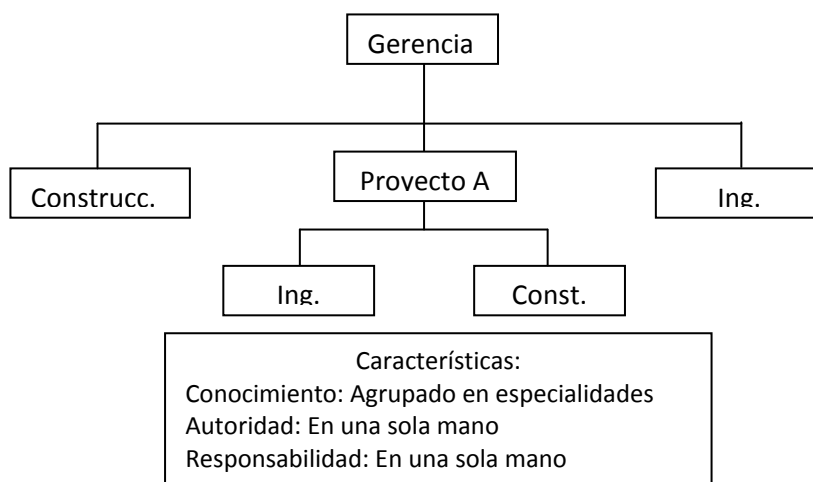 Gerencia
Construcc.
Proyecto A
Ing.
Ing.
Const.
Características:
Conocimiento: Agrupado en especialidades
Autoridad: En una sola mano
Responsabilidad: En una sola mano